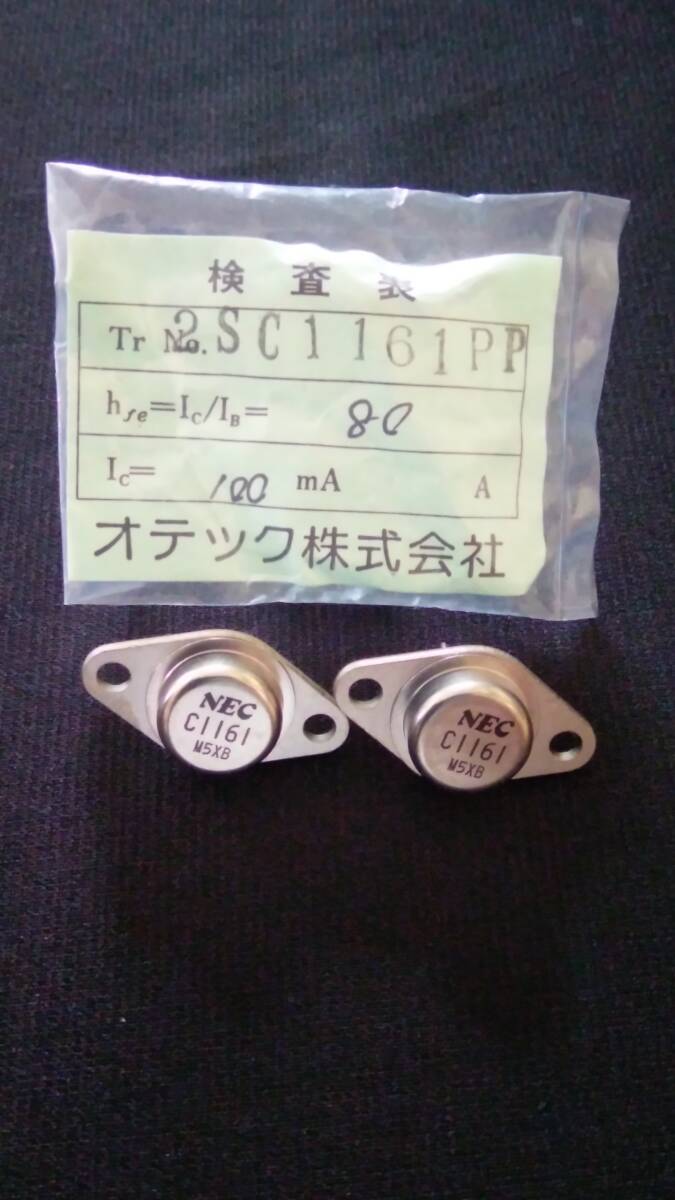 検査表
Tr No. 2SC1161PP
hfe=IC/IB= 80
IC= 100 mA A
オテック株式会社
NEC
C1161
M5XB
NEC
C1161
M5XB